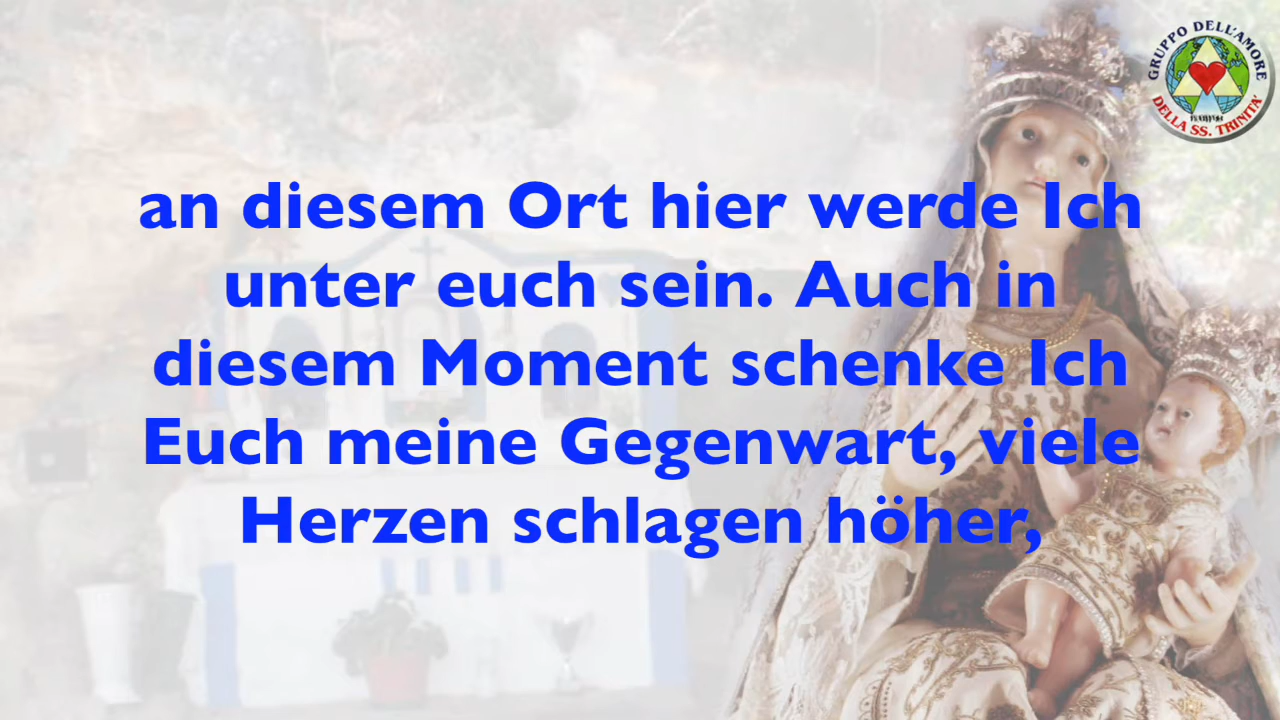 GRUPPO DELL'AMORE
DELLA SS. TRINITA'
an diesem Ort hier werde Ich
unter euch sein. Auch in
diesem Moment schenke Ich
Euch meine Gegenwart, viele
Herzen schlagen höher,